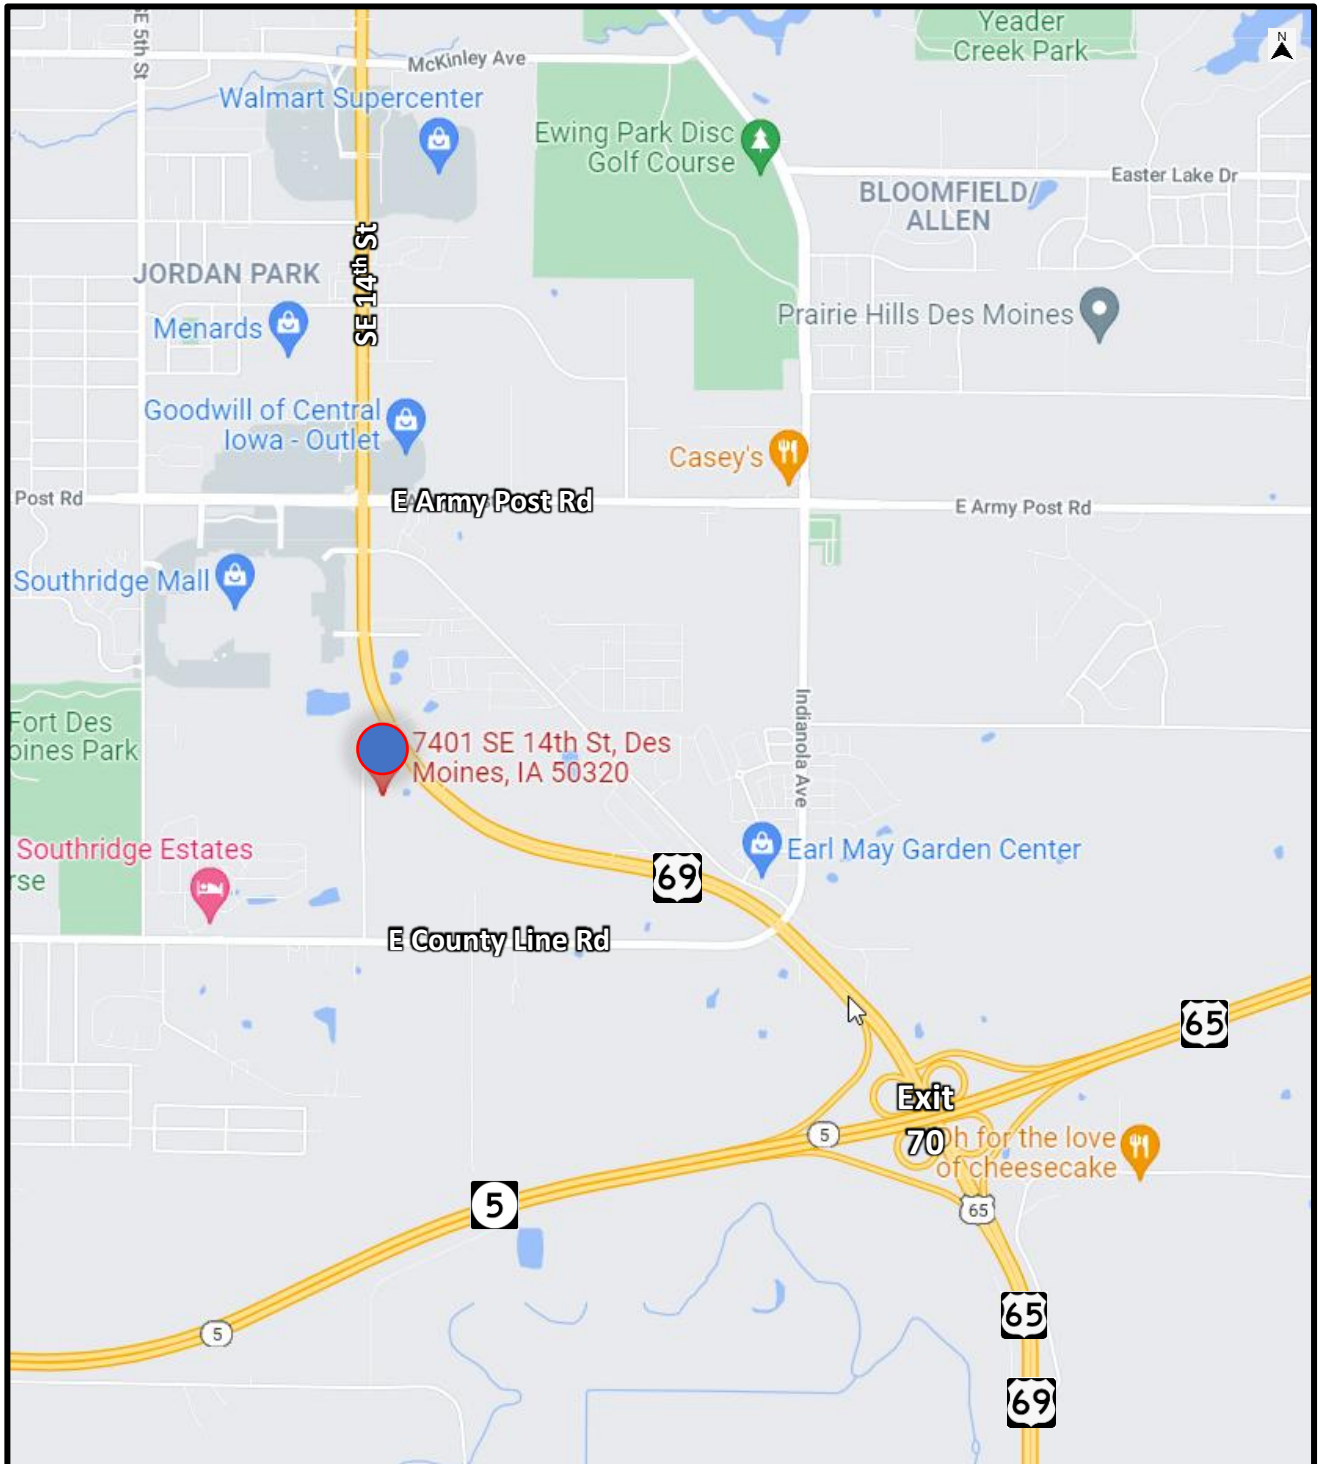 Yeader
Creek Park
N
SE 5th St
McKinley Ave
Walmart Supercenter
Ewing Park Disc
Golf Course
Easter Lake Dr
BLOOMFIELD/
ALLEN
SE 14th St
JORDAN PARK
Menards
Prairie Hills Des Moines
Goodwill of Central
Iowa - Outlet
Casey's
Post Rd
E Army Post Rd
E Army Post Rd
Southridge Mall
Fort Des
oines Park
Indianola Ave
7401 SE 14th St, Des
Moines, IA 50320
Southridge Estates
rse
69
Earl May Garden Center
E County Line Rd
65
Exit
70
5
Oh for the love
of cheesecake
5
65
65
5
69